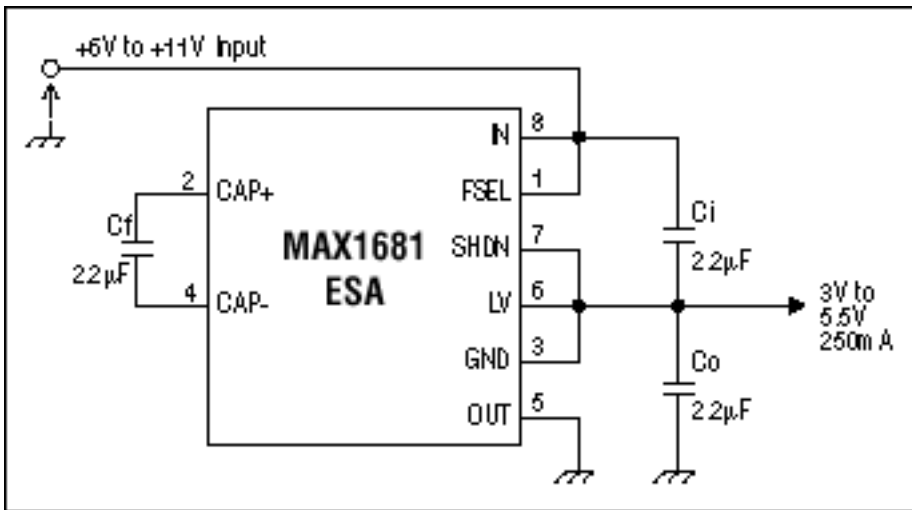 +6V to +11V Input
IN
8
2
CAP+
FSEL
1
Cf
2.2µF
MAX1681
ESA
SHDN
7
Ci
2.2µF
4
CAP-
LV
6
3V to
5.5V
250mA
GND
3
Co
2.2µF
OUT
5